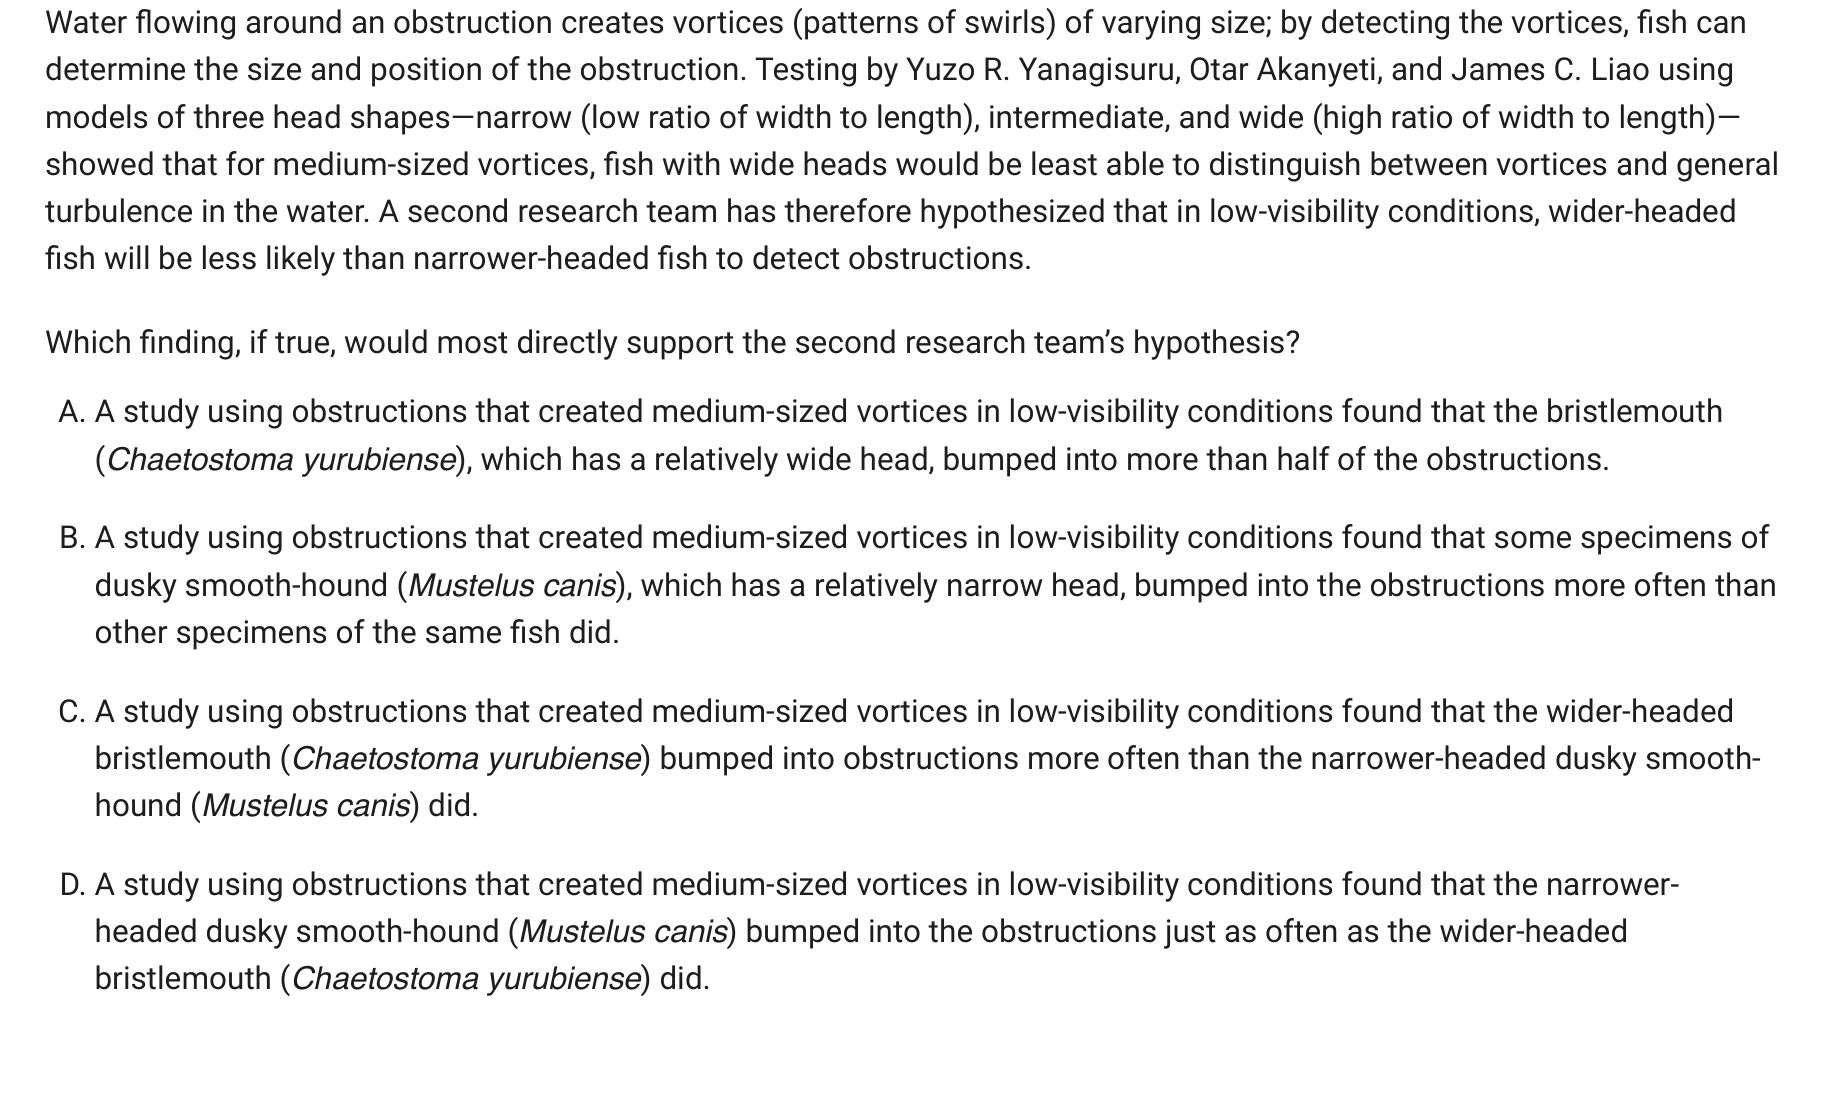 Water flowing around an obstruction creates vortices (patterns of swirls) of varying size; by detecting the vortices, fish can
determine the size and position of the obstruction. Testing by Yuzo R. Yanagisuru, Otar Akanyeti, and James C. Liao using
models of three head shapes—narrow (low ratio of width to length), intermediate, and wide (high ratio of width to length)—
showed that for medium-sized vortices, fish with wide heads would be least able to distinguish between vortices and general
turbulence in the water. A second research team has therefore hypothesized that in low-visibility conditions, wider-headed
fish will be less likely than narrower-headed fish to detect obstructions.
Which finding, if true, would most directly support the second research team’s hypothesis?
A. A study using obstructions that created medium-sized vortices in low-visibility conditions found that the bristlemouth
(Chaetostoma yurubiense), which has a relatively wide head, bumped into more than half of the obstructions.
B. A study using obstructions that created medium-sized vortices in low-visibility conditions found that some specimens of
dusky smooth-hound (Mustelus canis), which has a relatively narrow head, bumped into the obstructions more often than
other specimens of the same fish did.
C. A study using obstructions that created medium-sized vortices in low-visibility conditions found that the wider-headed
bristlemouth (Chaetostoma yurubiense) bumped into obstructions more often than the narrower-headed dusky smooth-
hound (Mustelus canis) did.
D. A study using obstructions that created medium-sized vortices in low-visibility conditions found that the narrower-
headed dusky smooth-hound (Mustelus canis) bumped into the obstructions just as often as the wider-headed
bristlemouth (Chaetostoma yurubiense) did.